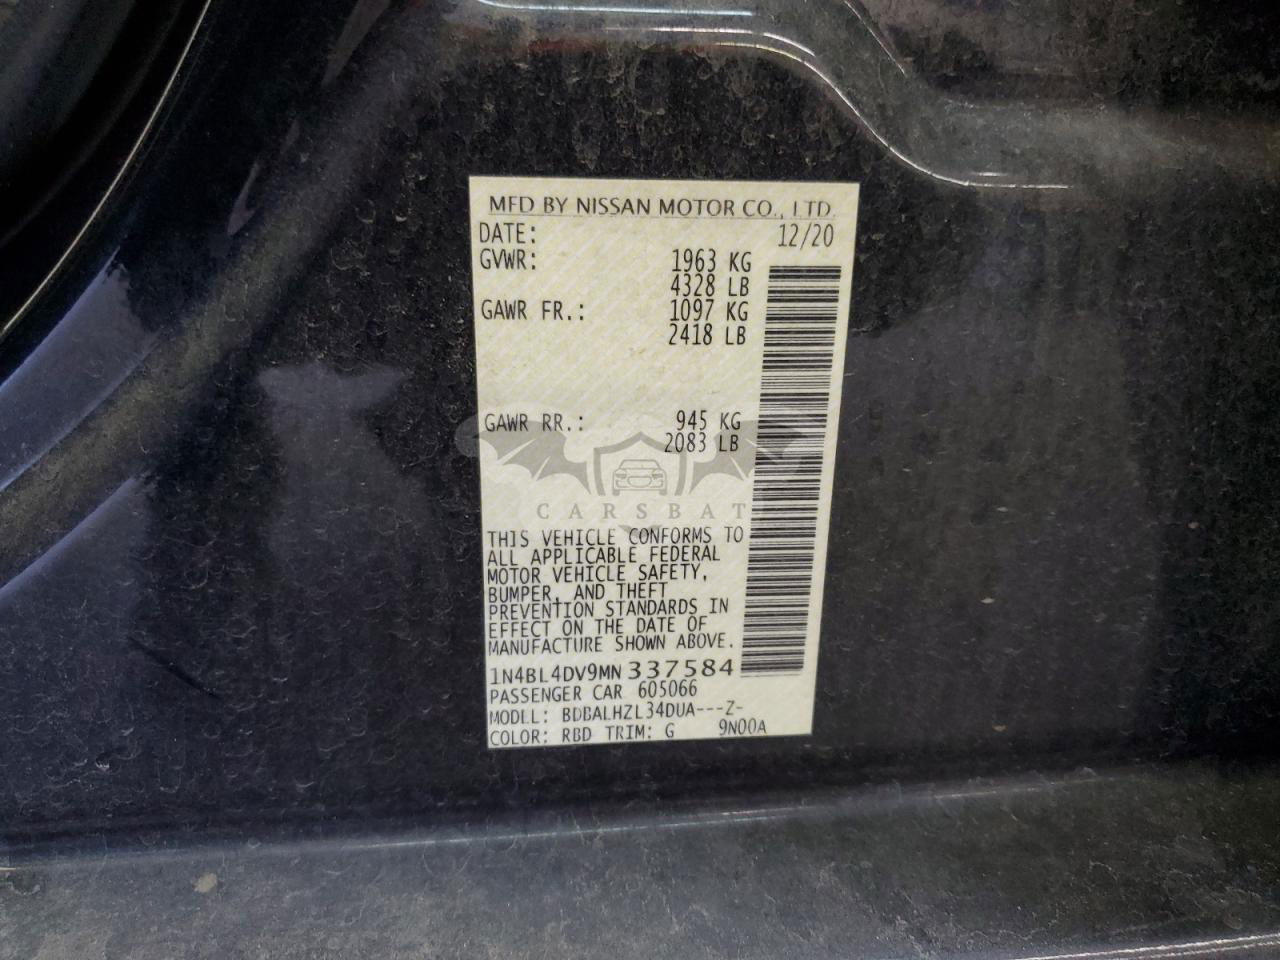 MFD BY NISSAN MOTOR CO., LTD.
DATE: 12/20
GVWR: 1963 KG
4328 LB
GAWR FR.: 1097 KG
2418 LB
GAWR RR.: 945 KG
2083 LB
CARSBAT
THIS VEHICLE CONFORMS TO
ALL APPLICABLE FEDERAL
MOTOR VEHICLE SAFETY,
BUMPER, AND THEFT
PREVENTION STANDARDS IN
EFFECT ON THE DATE OF
MANUFACTURE SHOWN ABOVE.
1N4BL4DV9MN337584
PASSENGER CAR 605066
MODEL: BDBALHZL34DUA---Z-
COLOR: RBD TRIM: G 9N00A